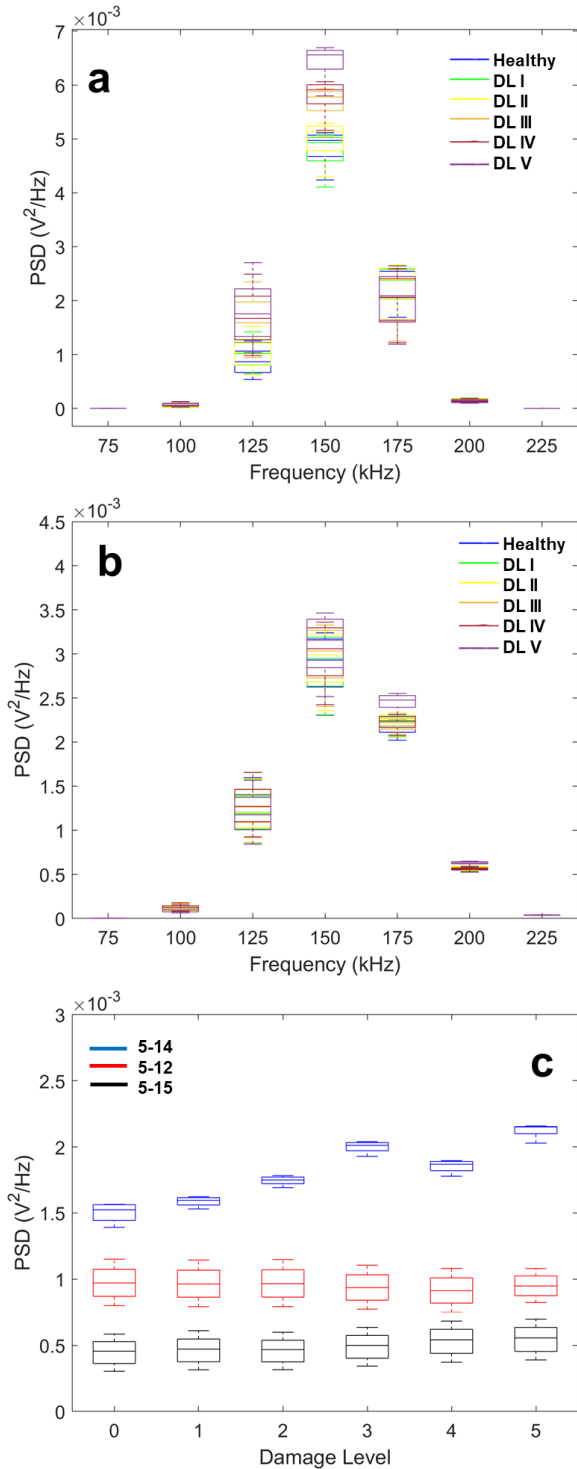 ×10⁻³
7
6
5
4
3
2
1
0
PSD (V²/Hz)
a
Healthy
DL I
DL II
DL III
DL IV
DL V
75 100 125 150 175 200 225
Frequency (kHz)
×10⁻³
4.5
4
3.5
3
2.5
2
1.5
1
0.5
0
PSD (V²/Hz)
b
Healthy
DL I
DL II
DL III
DL IV
DL V
75 100 125 150 175 200 225
Frequency (kHz)
×10⁻³
3
2.5
2
1.5
1
0.5
0
PSD (V²/Hz)
5-14
5-12
5-15
c
0 1 2 3 4 5
Damage Level